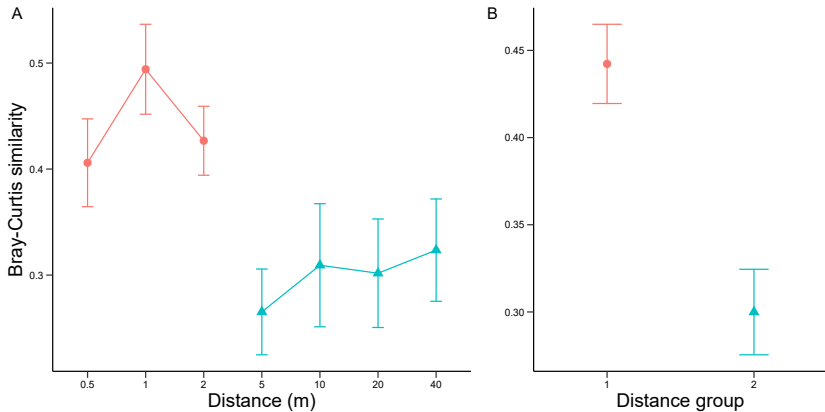 A
B
Bray-Curtis similarity
0.5
0.4
0.3
0.5 1 2 5 10 20 40
Distance (m)
0.45
0.40
0.35
0.30
1 2
Distance group